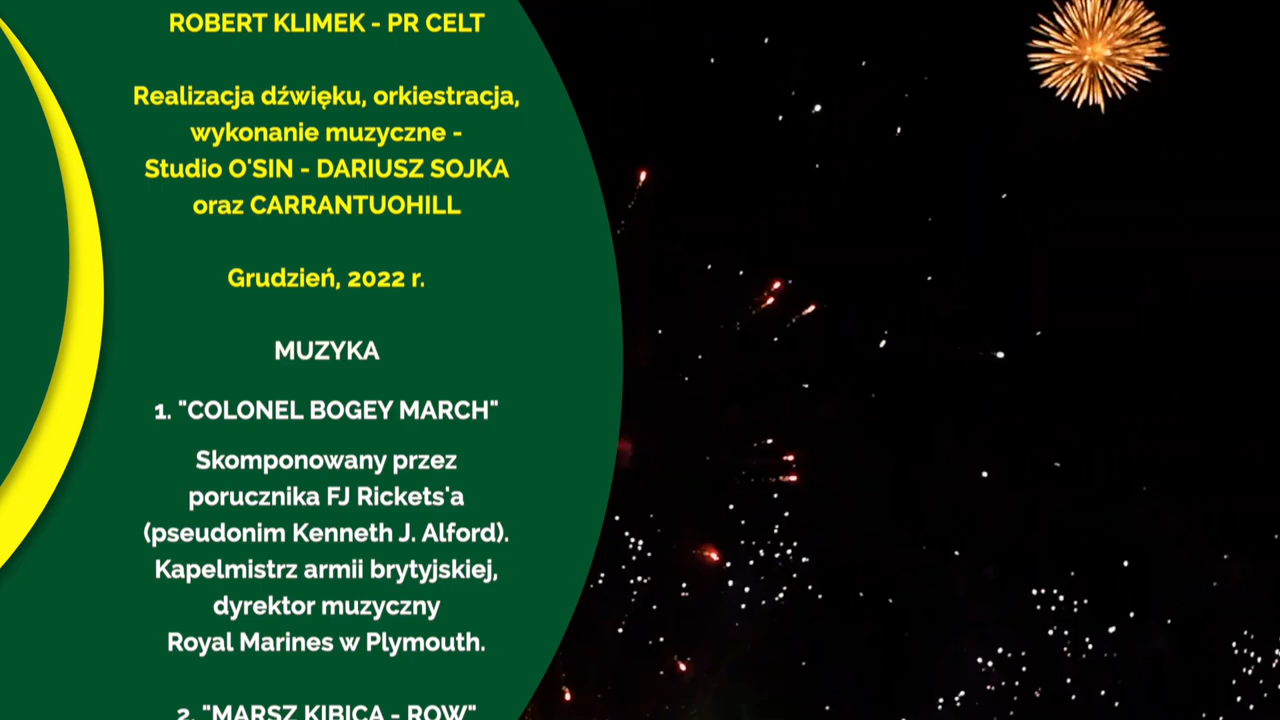 ROBERT KLIMEK - PR CELT
Realizacja dźwięku, orkiestracja,
wykonanie muzyczne -
Studio O'SIN - DARIUSZ SOJKA
oraz CARRANTUOHILL
Grudzień, 2022 r.
MUZYKA
1. "COLONEL BOGEY MARCH"
Skomponowany przez
porucznika FJ Rickets'a
(pseudonim Kenneth J. Alford).
Kapelmistrz armii brytyjskiej,
dyrektor muzyczny
Royal Marines w Plymouth.
2. "MARSZ KIBICA - ROW"